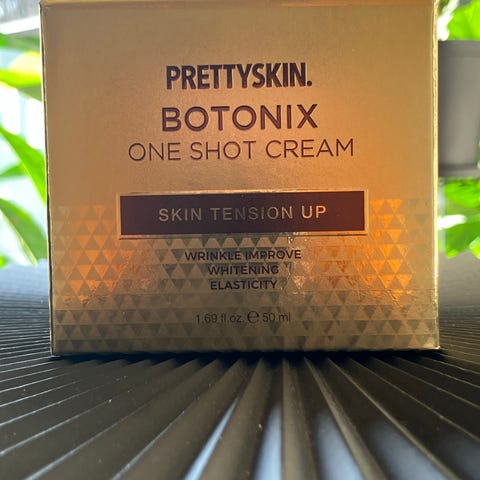 PRETTYSKIN.
BOTONIX
ONE SHOT CREAM
SKIN TENSION UP
WRINKLE IMPROVE
WHITENING
ELASTICITY
1.69 fl.oz. ℮ 50 ml